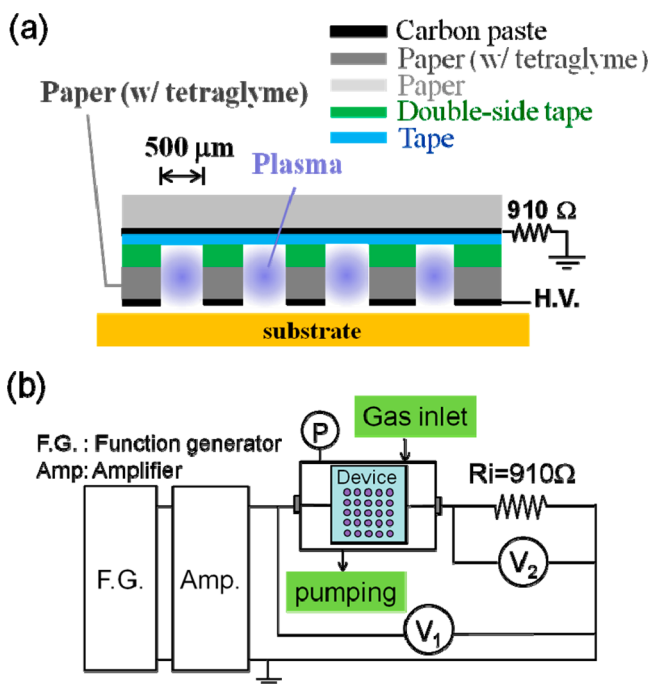 (a)
Carbon paste
Paper (w/ tetraglyme)
Paper
Double-side tape
Tape
Paper (w/ tetraglyme)
500 μm
Plasma
910 Ω
H.V.
substrate
(b)
Gas inlet
P
F.G. : Function generator
Amp: Amplifier
Device
Ri=910Ω
F.G.
Amp.
V2
pumping
V1